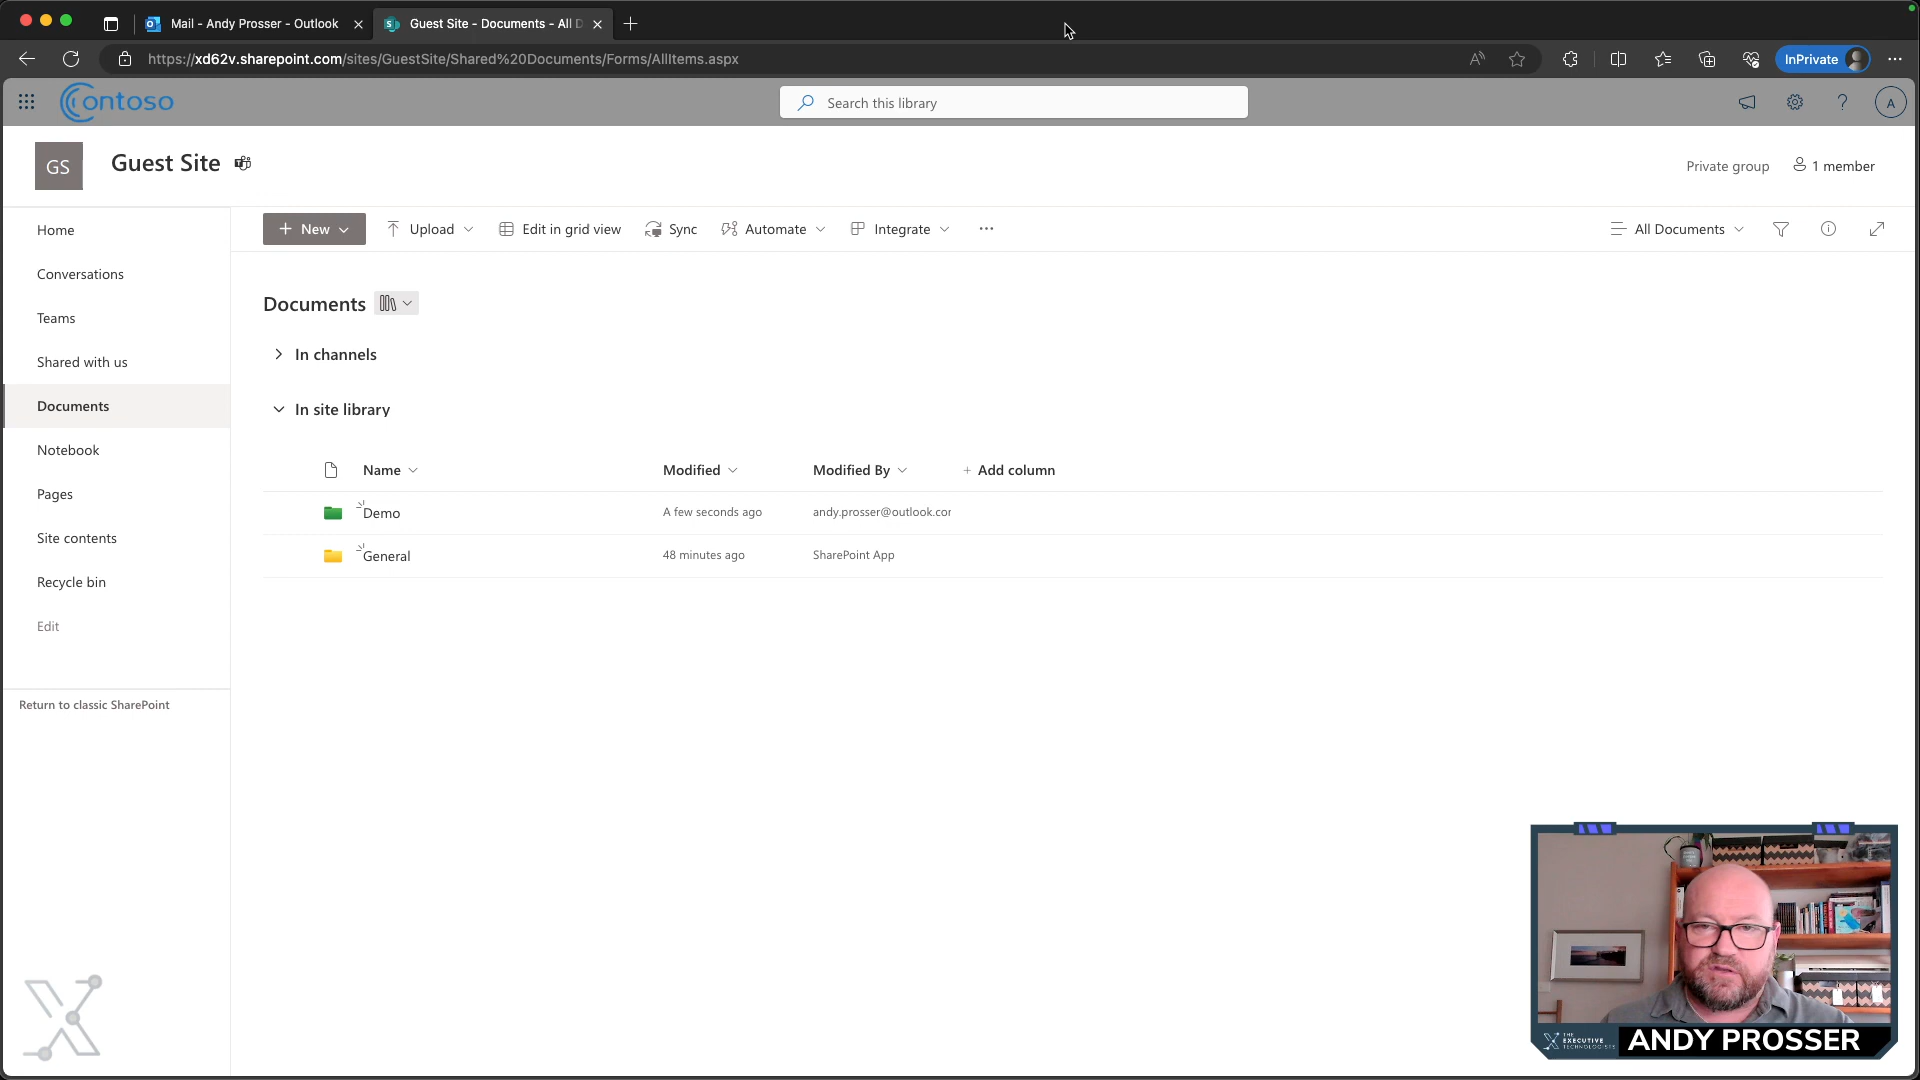 Mail - Andy Prosser - Outlook
Guest Site - Documents - All D
https://xd62v.sharepoint.com/sites/GuestSite/Shared%20Documents/Forms/AllItems.aspx
InPrivate
Contoso
Search this library
A
GS
Guest Site
Private group
1 member
Home
Conversations
Teams
Shared with us
Documents
Notebook
Pages
Site contents
Recycle bin
Edit
Return to classic SharePoint
New
Upload
Edit in grid view
Sync
Automate
Integrate
All Documents
Documents
In channels
In site library
Name
Modified
Modified By
Add column
Demo
A few seconds ago
andy.prosser@outlook.cor
General
48 minutes ago
SharePoint App
THE
EXECUTIVE
TECHNOLOGISTS
ANDY PROSSER